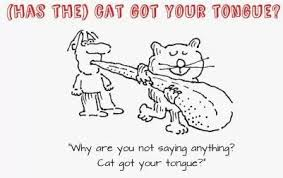 (HAS THE) CAT GOT YOUR TONGUE?
"Why are you not saying anything?
Cat got your tongue?"